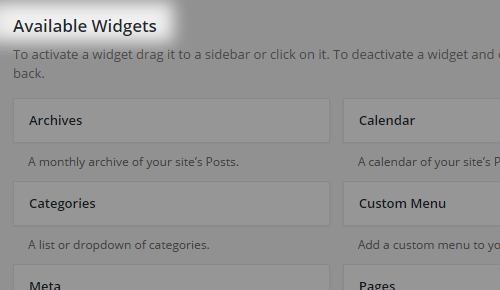 Available Widgets
To activate a widget drag it to a sidebar or click on it. To deactivate a widget and
back.
Archives
Calendar
A monthly archive of your site's Posts.
A calendar of your site's
Categories
Custom Menu
A list or dropdown of categories.
Add a custom menu to
Meta
Pages